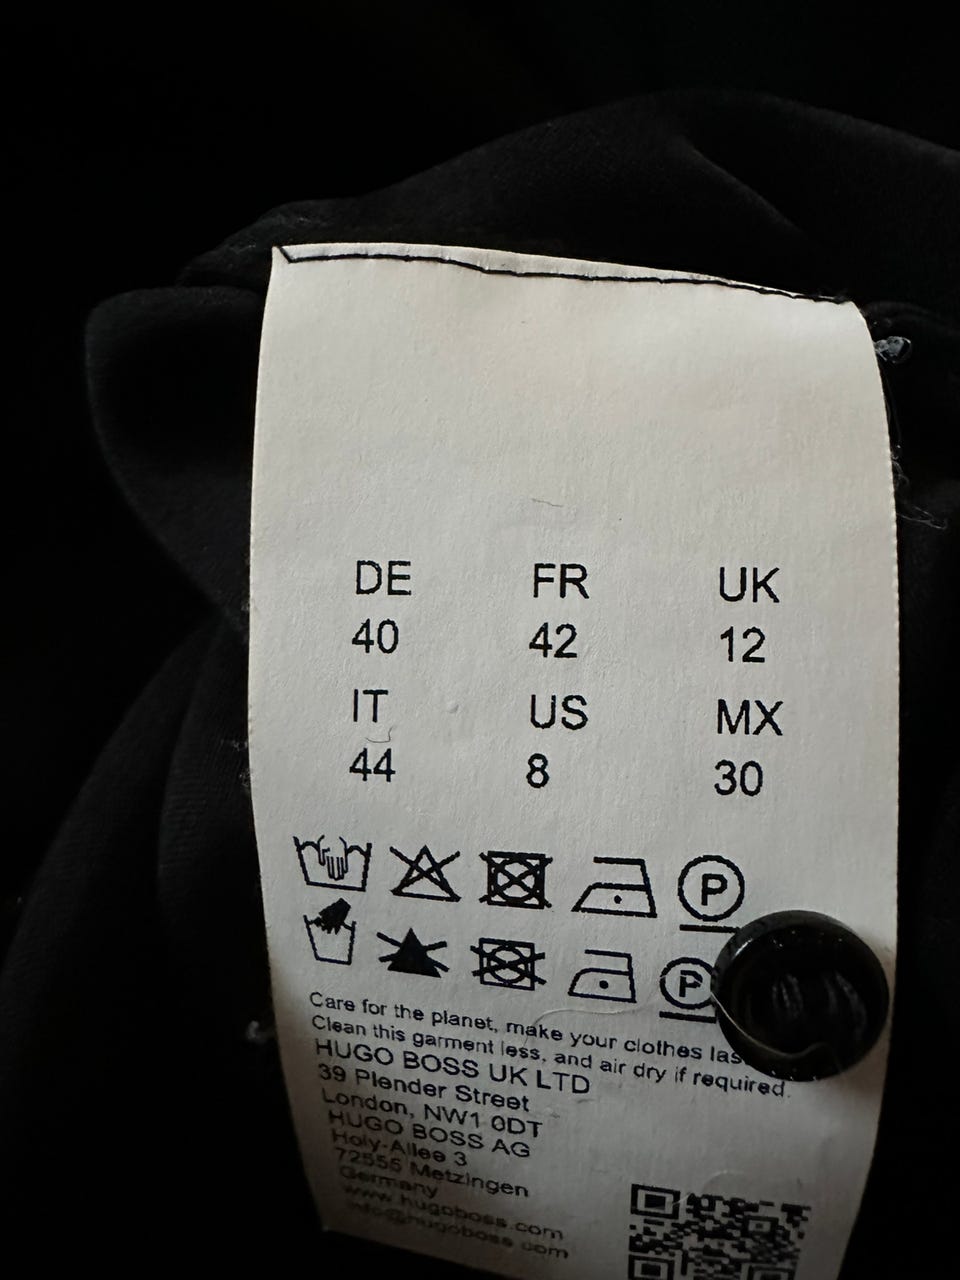 DE FR UK
40 42 12
IT US MX
44 8 30
P
P
Care for the planet, make your clothes las
Clean this garment less, and air dry if required.
HUGO BOSS UK LTD
39 Plender Street
London, NW1 0DT
HUGO BOSS AG
Holy-Allee 3
72555 Metzingen
Germany
www.hugoboss.com
info@hugoboss.com